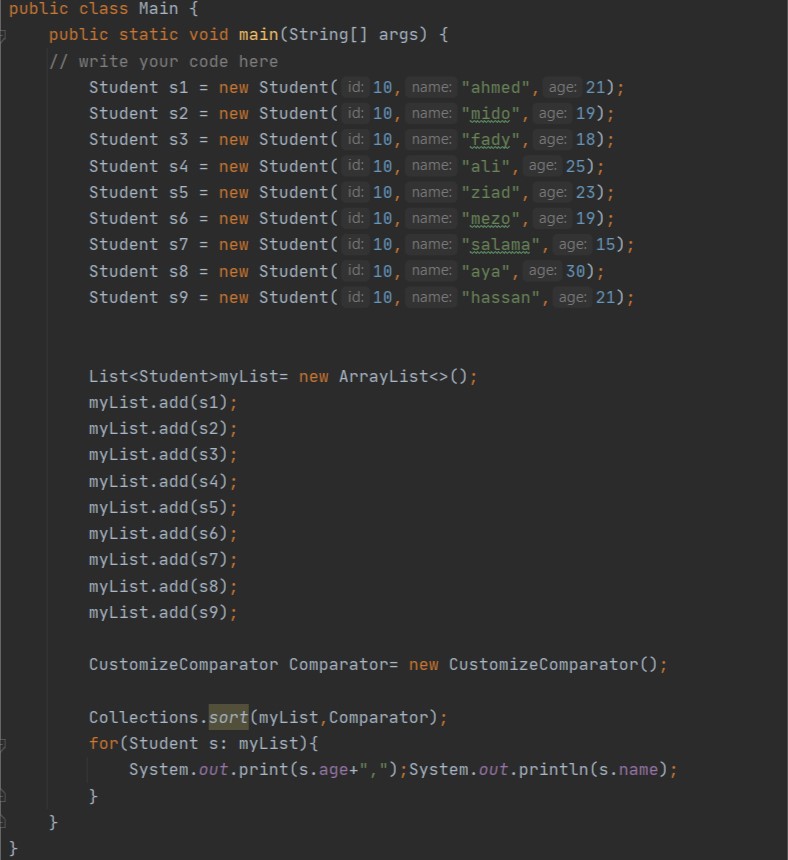 public class Main {
    public static void main(String[] args) {
    // write your code here
        Student s1 = new Student( id: 10, name: "ahmed", age: 21);
        Student s2 = new Student( id: 10, name: "mido", age: 19);
        Student s3 = new Student( id: 10, name: "fady", age: 18);
        Student s4 = new Student( id: 10, name: "ali", age: 25);
        Student s5 = new Student( id: 10, name: "ziad", age: 23);
        Student s6 = new Student( id: 10, name: "mezo", age: 19);
        Student s7 = new Student( id: 10, name: "salama", age: 15);
        Student s8 = new Student( id: 10, name: "aya", age: 30);
        Student s9 = new Student( id: 10, name: "hassan", age: 21);
        List<Student>myList= new ArrayList<>();
        myList.add(s1);
        myList.add(s2);
        myList.add(s3);
        myList.add(s4);
        myList.add(s5);
        myList.add(s6);
        myList.add(s7);
        myList.add(s8);
        myList.add(s9);
        CustomizeComparator Comparator= new CustomizeComparator();
        Collections.sort(myList,Comparator);
        for(Student s: myList){
            System.out.print(s.age+",");System.out.println(s.name);
        }
    }
}